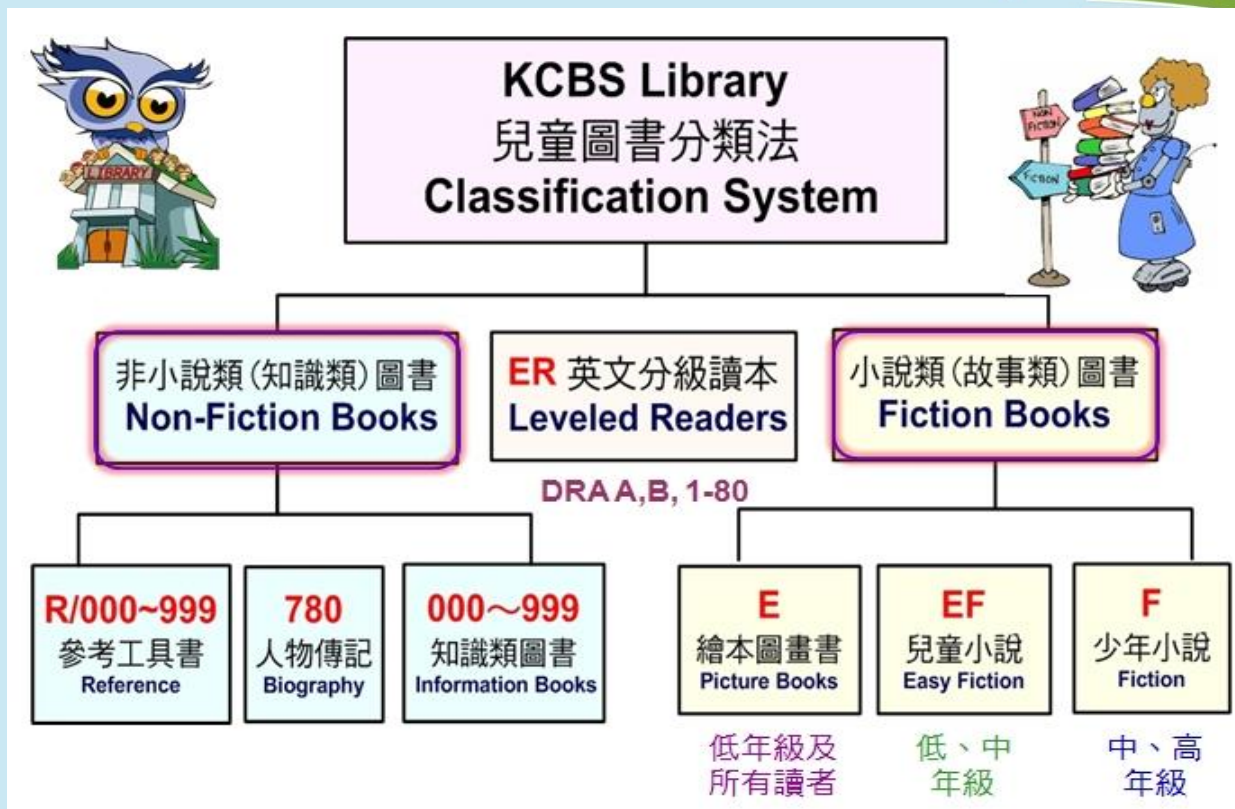 KCBS Library
兒童圖書分類法
Classification System
LIBRARY
NON FICTION
FICTION
非小說類(知識類)圖書
Non-Fiction Books
ER 英文分級讀本
Leveled Readers
小說類(故事類)圖書
Fiction Books
DRA A,B, 1-80
R/000~999
參考工具書
Reference
780
人物傳記
Biography
000～999
知識類圖書
Information Books
E
繪本圖畫書
Picture Books
EF
兒童小說
Easy Fiction
F
少年小說
Fiction
低年級及
所有讀者
低、中
年級
中、高
年級